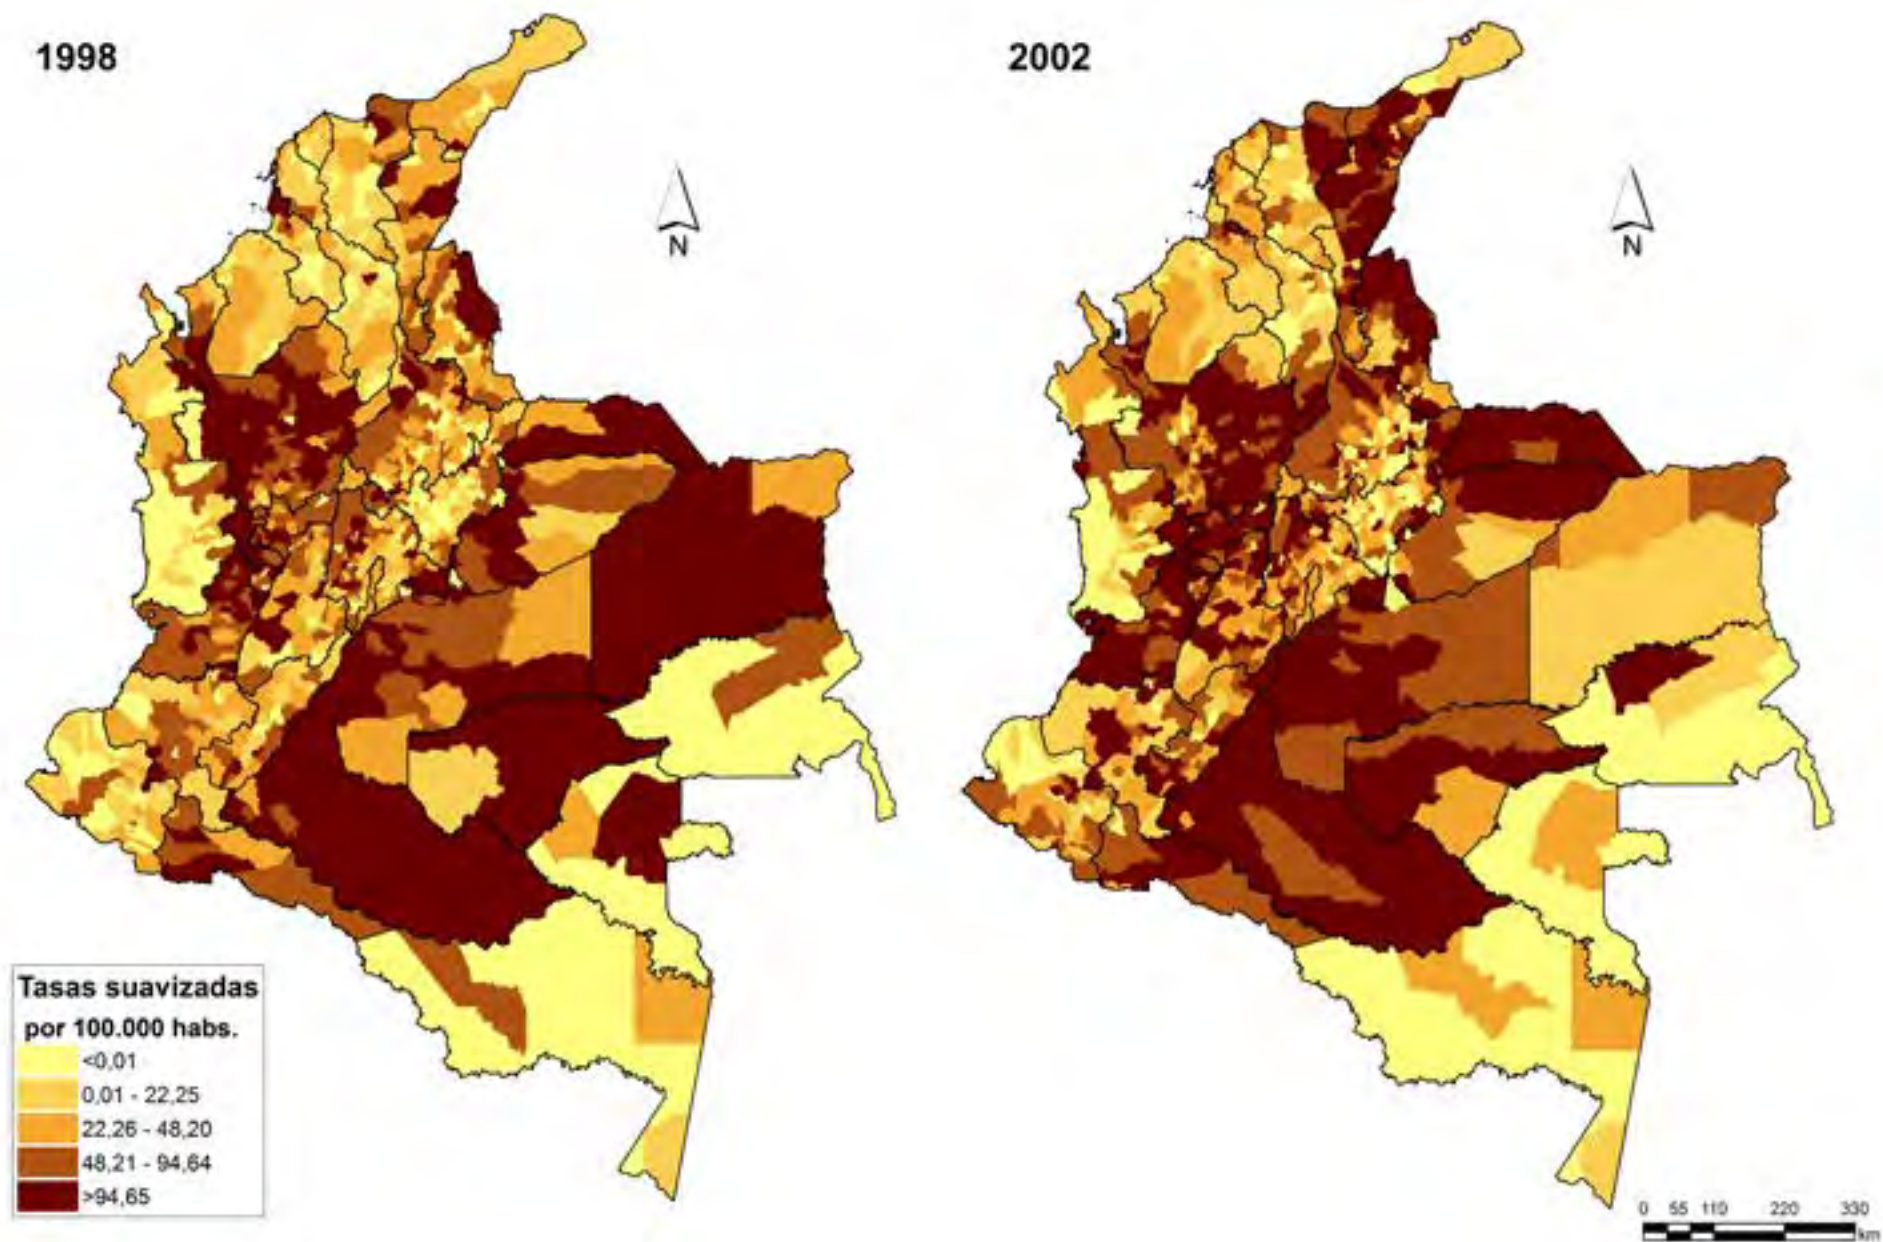 1998
2002
N
N
Tasas suavizadas
por 100.000 habs.
<0,01
0,01 - 22,25
22,26 - 48,20
48,21 - 94,64
>94,65
0 55 110 220 330
km